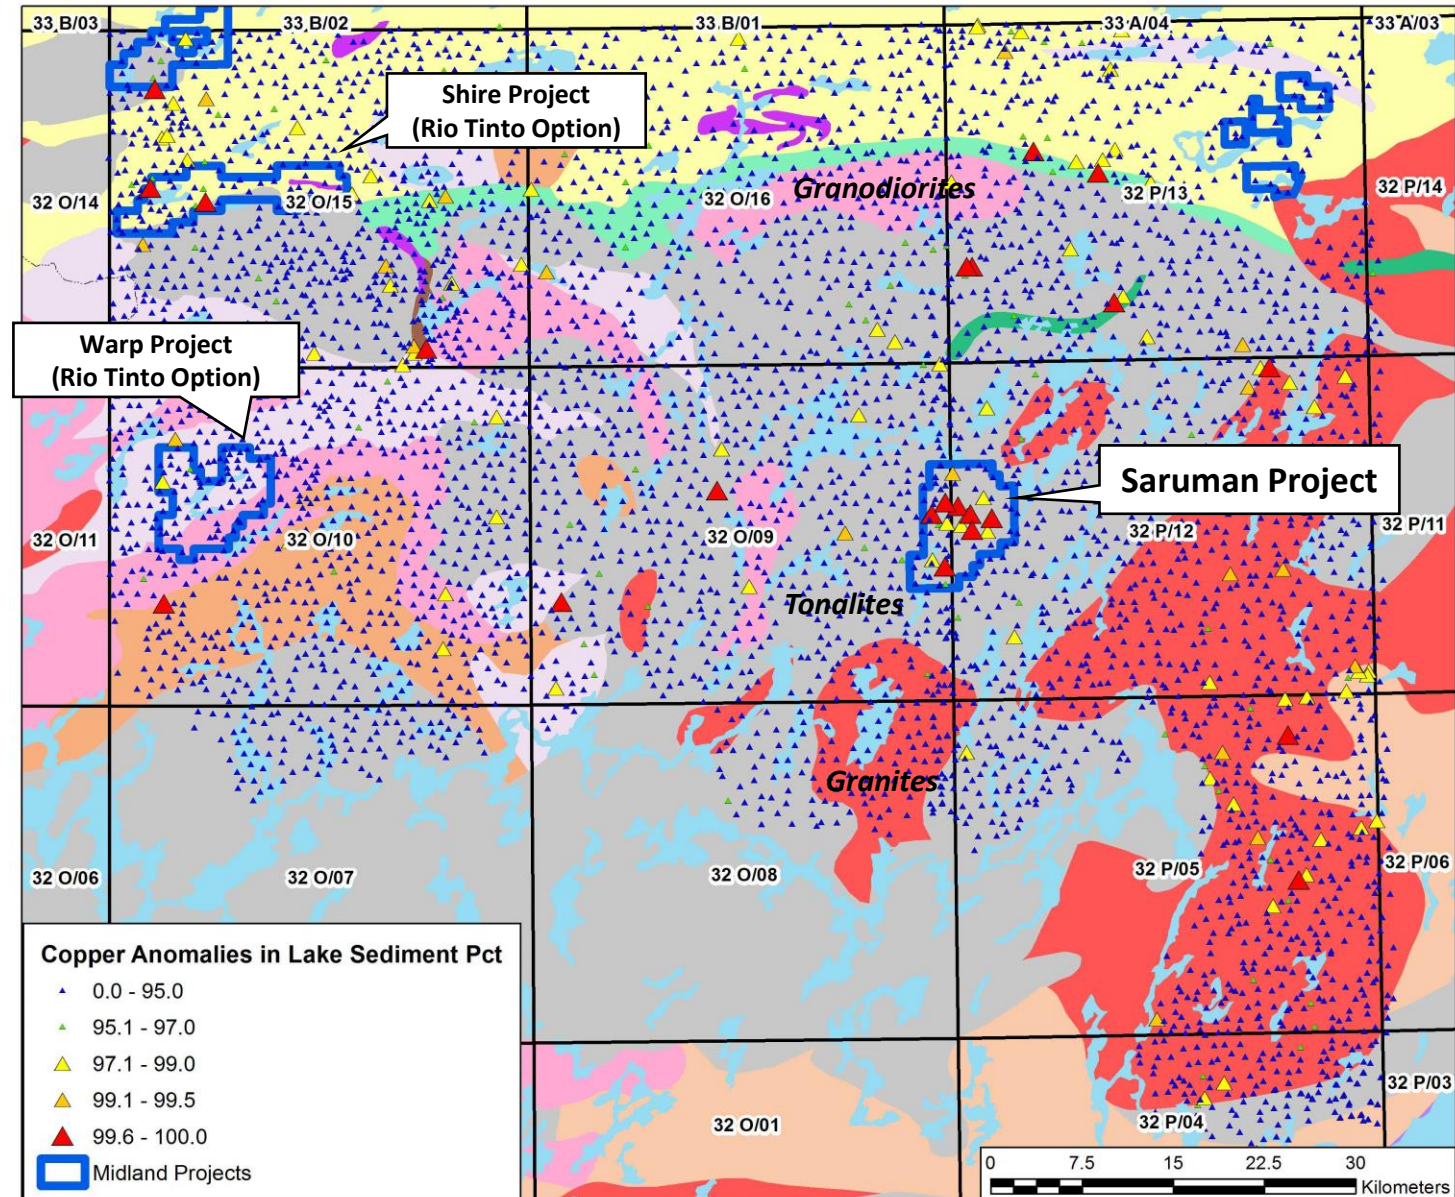 33 B/03
33 B/02
33 B/01
33 A/04
33 A/03
Shire Project
(Rio Tinto Option)
32 O/14
32 O/15
32 O/16
Granodiorites
32 P/13
32 P/14
Warp Project
(Rio Tinto Option)
Saruman Project
32 O/11
32 O/10
32 O/09
32 P/12
32 P/11
Tonalites
Granites
32 O/06
32 O/07
32 O/08
32 P/05
32 P/06
Copper Anomalies in Lake Sediment Pct
0.0 - 95.0
95.1 - 97.0
97.1 - 99.0
99.1 - 99.5
99.6 - 100.0
Midland Projects
32 O/01
32 P/04
32 P/03
0 7.5 15 22.5 30
Kilometers